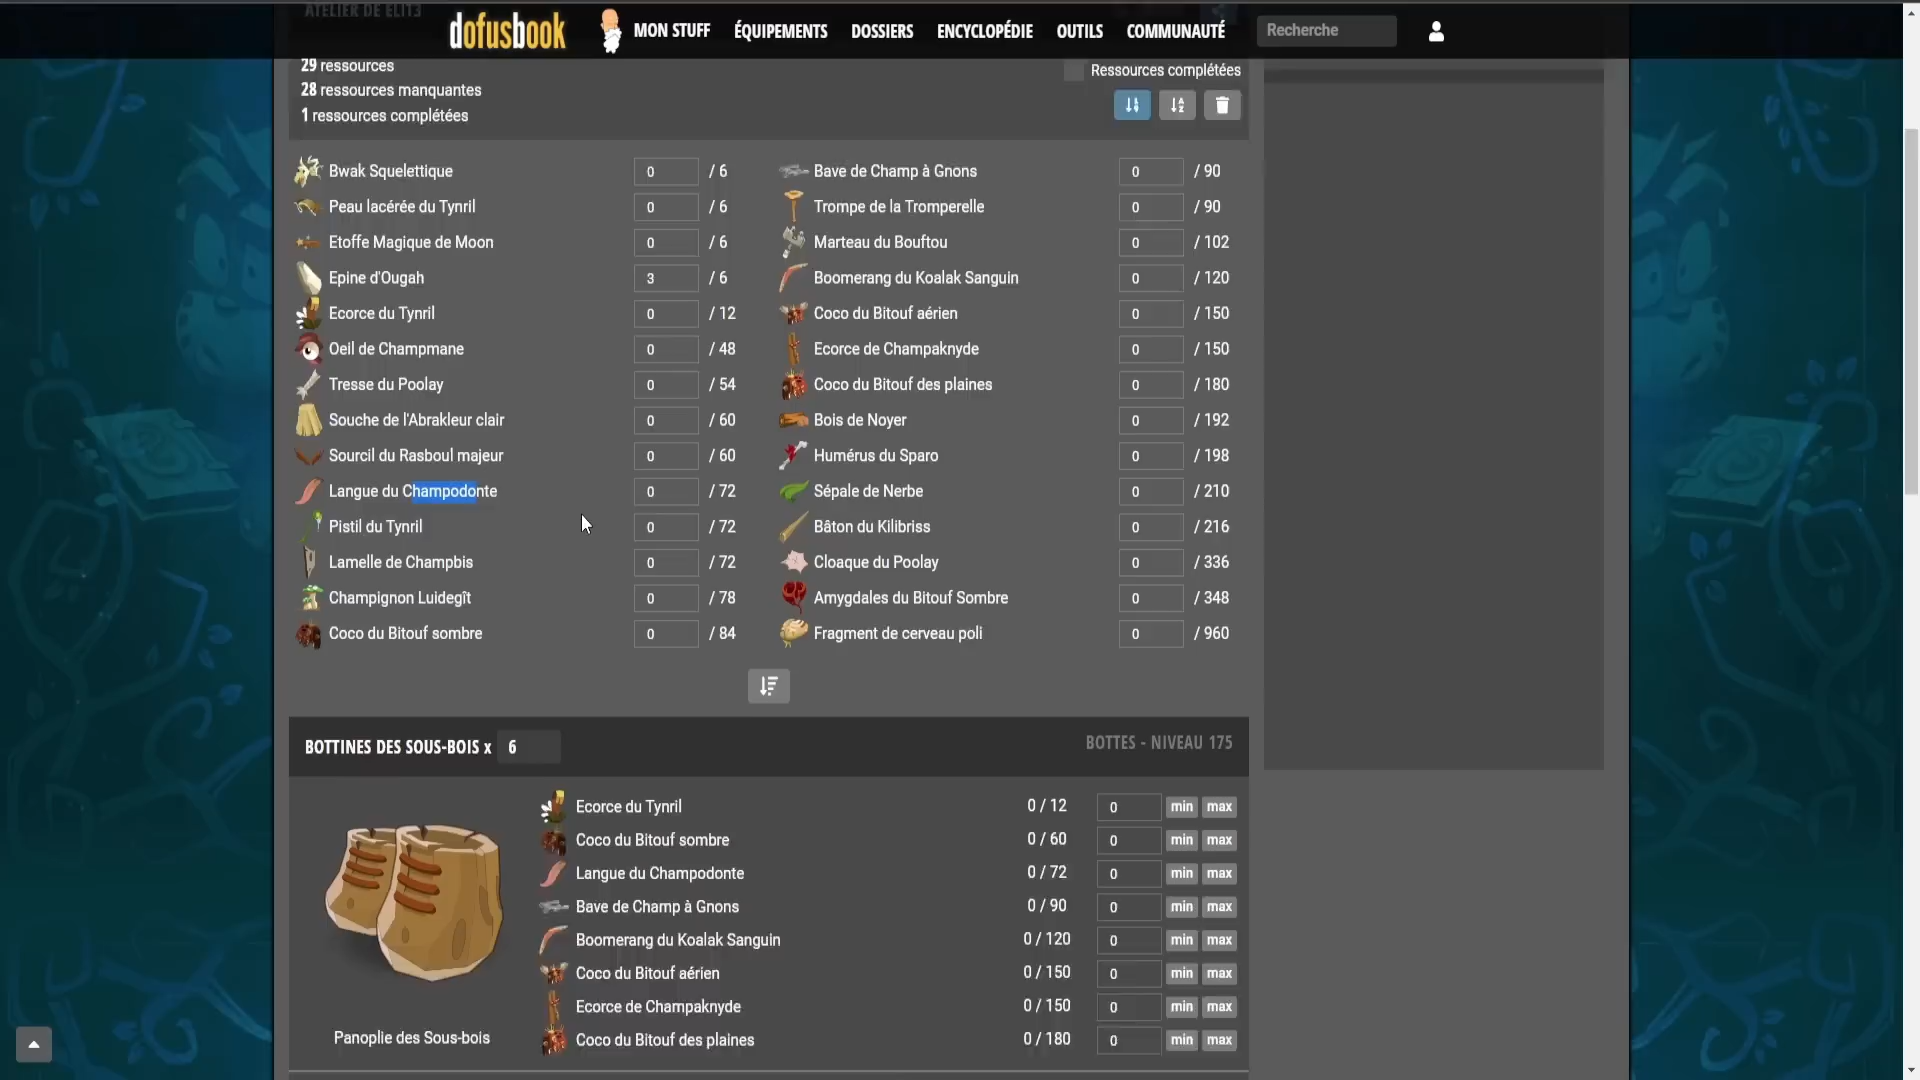 ATELIER DE ELIT3
dofusbook
MON STUFF
ÉQUIPEMENTS
DOSSIERS
ENCYCLOPÉDIE
OUTILS
COMMUNAUTÉ
Recherche
29 ressources
28 ressources manquantes
1 ressources complétées
Ressources complétées
Bwak Squelettique 0 / 6
Peau lacérée du Tynril 0 / 6
Etoffe Magique de Moon 0 / 6
Epine d'Ougah 3 / 6
Ecorce du Tynril 0 / 12
Oeil de Champmane 0 / 48
Tresse du Poolay 0 / 54
Souche de l'Abrakleur clair 0 / 60
Sourcil du Rasboul majeur 0 / 60
Langue du Champodonte 0 / 72
Pistil du Tynril 0 / 72
Lamelle de Champbis 0 / 72
Champignon Luidegît 0 / 78
Coco du Bitouf sombre 0 / 84
Bave de Champ à Gnons 0 / 90
Trompe de la Tromperelle 0 / 90
Marteau du Bouftou 0 / 102
Boomerang du Koalak Sanguin 0 / 120
Coco du Bitouf aérien 0 / 150
Ecorce de Champaknyde 0 / 150
Coco du Bitouf des plaines 0 / 180
Bois de Noyer 0 / 192
Humérus du Sparo 0 / 198
Sépale de Nerbe 0 / 210
Bâton du Kilibriss 0 / 216
Cloaque du Poolay 0 / 336
Amygdales du Bitouf Sombre 0 / 348
Fragment de cerveau poli 0 / 960
BOTTINES DES SOUS-BOIS x 6
BOTTES - NIVEAU 175
Panoplie des Sous-bois
Ecorce du Tynril 0 / 12 0 min max
Coco du Bitouf sombre 0 / 60 0 min max
Langue du Champodonte 0 / 72 0 min max
Bave de Champ à Gnons 0 / 90 0 min max
Boomerang du Koalak Sanguin 0 / 120 0 min max
Coco du Bitouf aérien 0 / 150 0 min max
Ecorce de Champaknyde 0 / 150 0 min max
Coco du Bitouf des plaines 0 / 180 0 min max